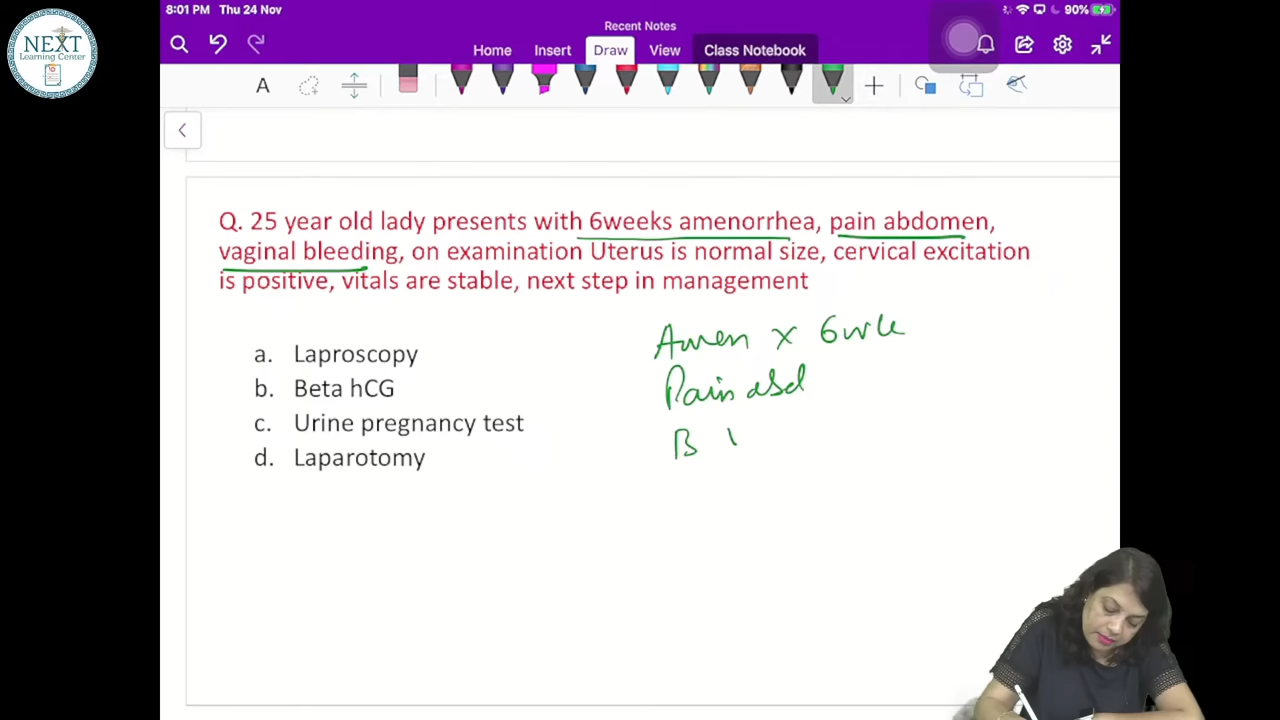 8:01 PM Thu 24 Nov
90%
NEXT
Learning Center
Recent Notes
Home Insert Draw View Class Notebook
A
Q. 25 year old lady presents with 6weeks amenorrhea, pain abdomen,
vaginal bleeding, on examination Uterus is normal size, cervical excitation
is positive, vitals are stable, next step in management
a. Laproscopy
b. Beta hCG
c. Urine pregnancy test
d. Laparotomy
Amen x 6wk
Pain abd
B